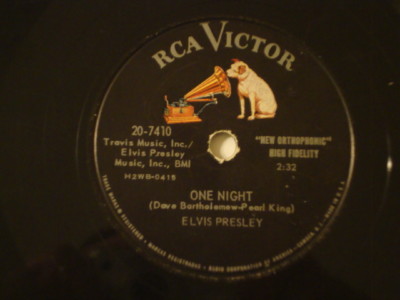 RCA VICTOR
20-7410
Travis Music, Inc./
Elvis Presley
Music, Inc., BMI
H2WB-0415
"NEW ORTHOPHONIC"
HIGH FIDELITY
2:32
ONE NIGHT
(Dave Bartholomew-Pearl King)
ELVIS PRESLEY